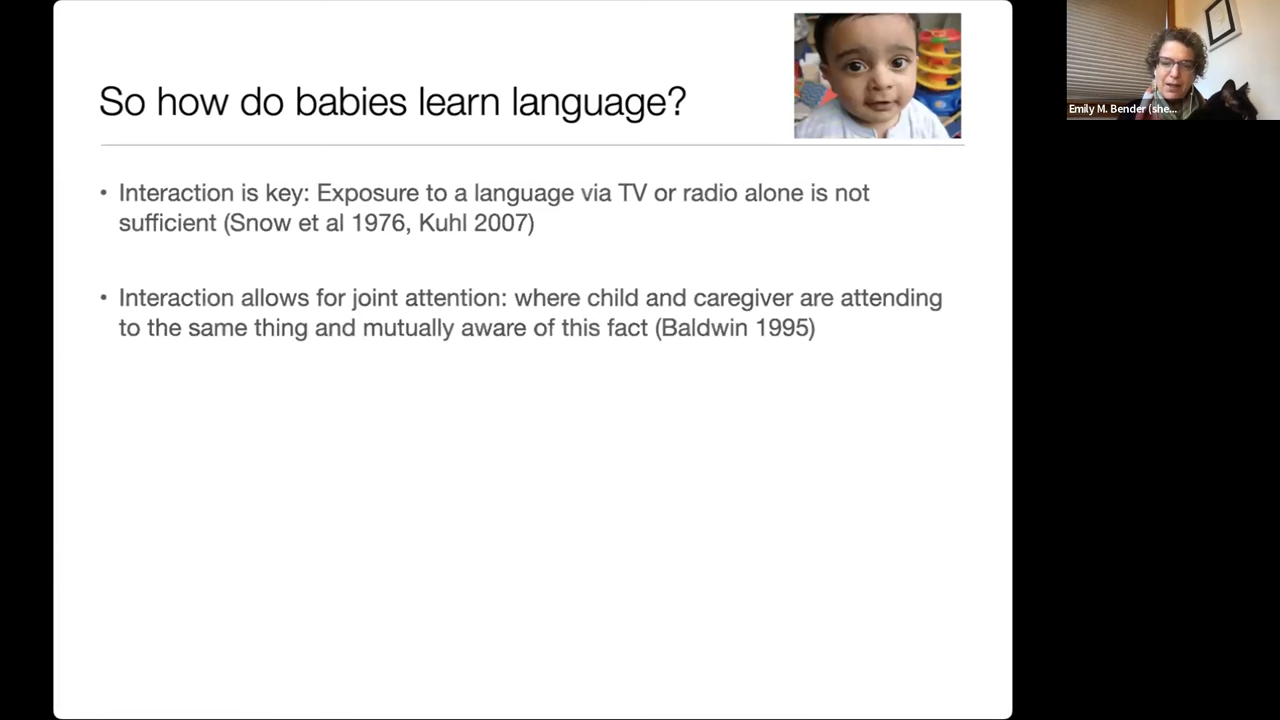 So how do babies learn language?
• Interaction is key: Exposure to a language via TV or radio alone is not
sufficient (Snow et al 1976, Kuhl 2007)
• Interaction allows for joint attention: where child and caregiver are attending
to the same thing and mutually aware of this fact (Baldwin 1995)
Emily M. Bender (she...